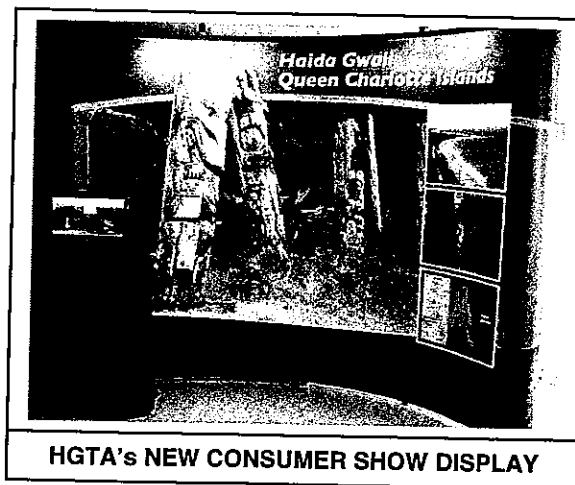 Haida Gwaii
Queen Charlotte Islands
HGTA's NEW CONSUMER SHOW DISPLAY